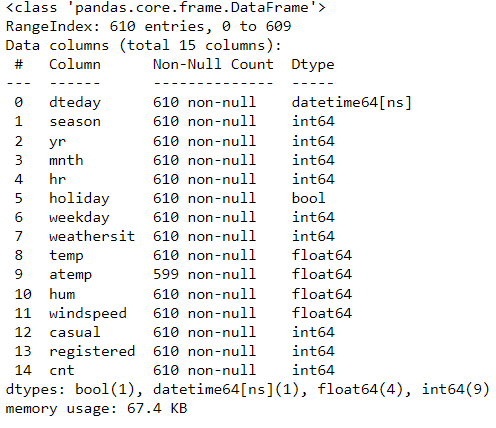 <class 'pandas.core.frame.DataFrame'>
RangeIndex: 610 entries, 0 to 609
Data columns (total 15 columns):
 #   Column      Non-Null Count  Dtype
---  ------      --------------  -----
 0   dteday      610 non-null    datetime64[ns]
 1   season      610 non-null    int64
 2   yr          610 non-null    int64
 3   mnth        610 non-null    int64
 4   hr          610 non-null    int64
 5   holiday     610 non-null    bool
 6   weekday     610 non-null    int64
 7   weathersit  610 non-null    int64
 8   temp        610 non-null    float64
 9   atemp       599 non-null    float64
 10  hum         610 non-null    float64
 11  windspeed   610 non-null    float64
 12  casual      610 non-null    int64
 13  registered  610 non-null    int64
 14  cnt         610 non-null    int64
dtypes: bool(1), datetime64[ns](1), float64(4), int64(9)
memory usage: 67.4 KB